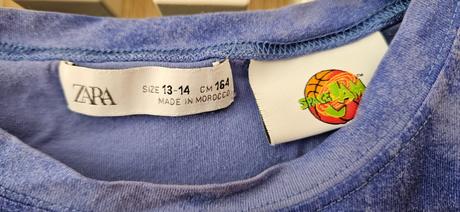 ZARA
SIZE 13-14 CM 164
MADE IN MOROCCO
SPACE JAM